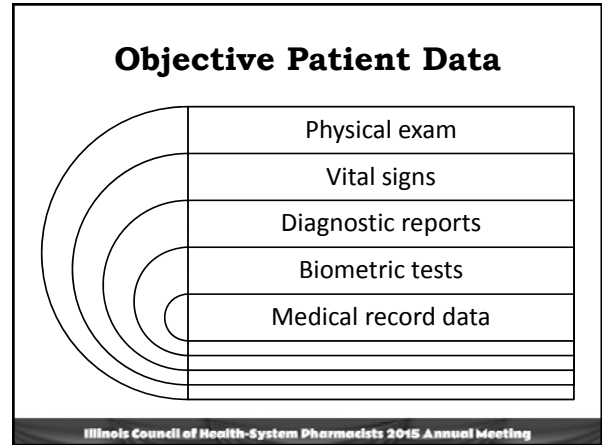 Objective Patient Data
Physical exam
Vital signs
Diagnostic reports
Biometric tests
Medical record data
Illinois Council of Health-System Pharmacists 2015 Annual Meeting